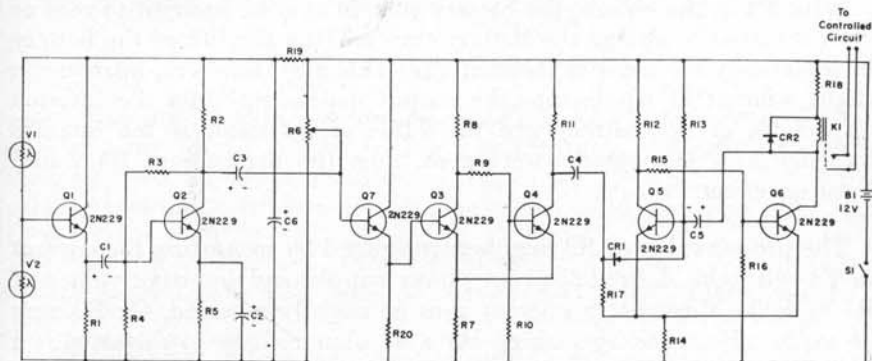 To
Controlled
Circuit
R19
R18
R2
R6
R8
R11
R12
R13
K1
CR2
V1
R3
C3
R9
C4
R15
B1
12V
Q1
Q2
Q7
Q3
Q4
Q5
Q6
2N229
2N229
C6
2N229
2N229
2N229
C5
2N229
C1
2N229
CR1
V2
R16
S1
R17
R1
R4
R5
C2
R20
R7
R10
R14